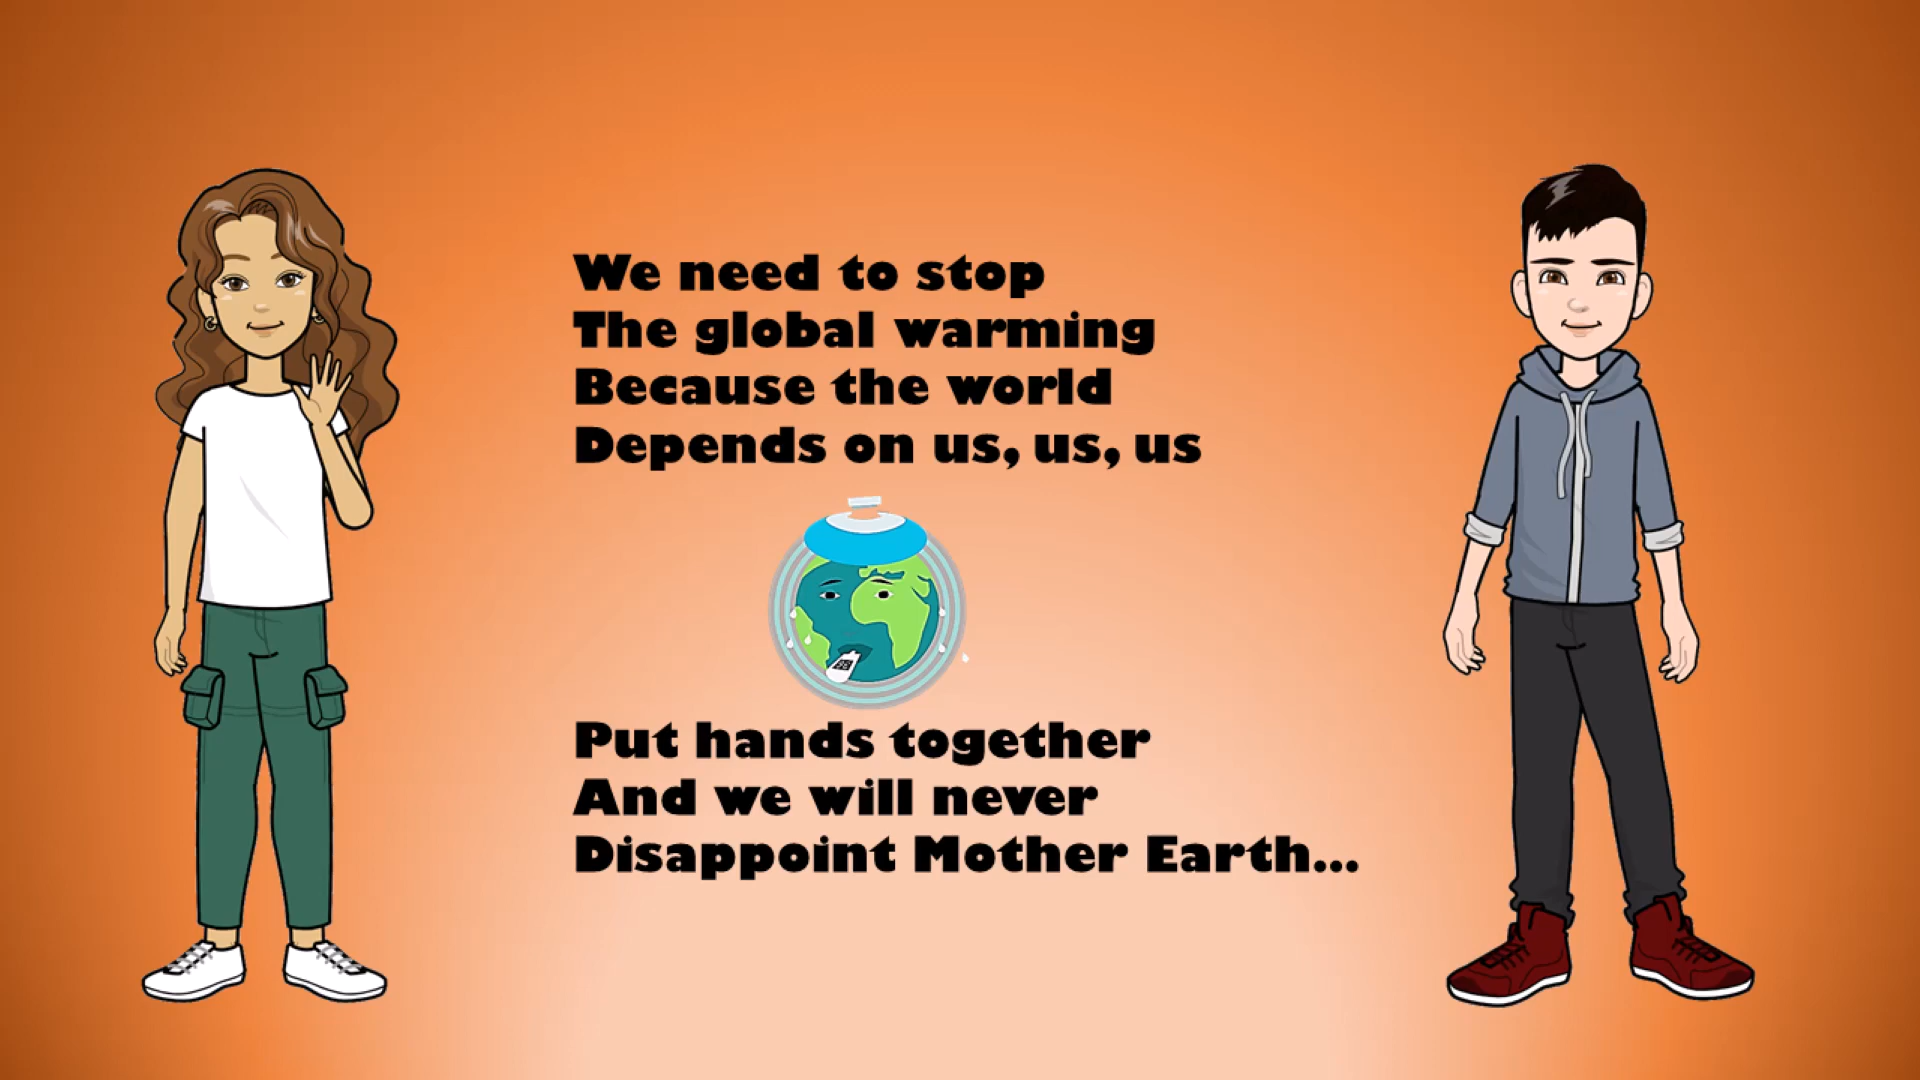 We need to stop
The global warming
Because the world
Depends on us, us, us
Put hands together
And we will never
Disappoint Mother Earth...